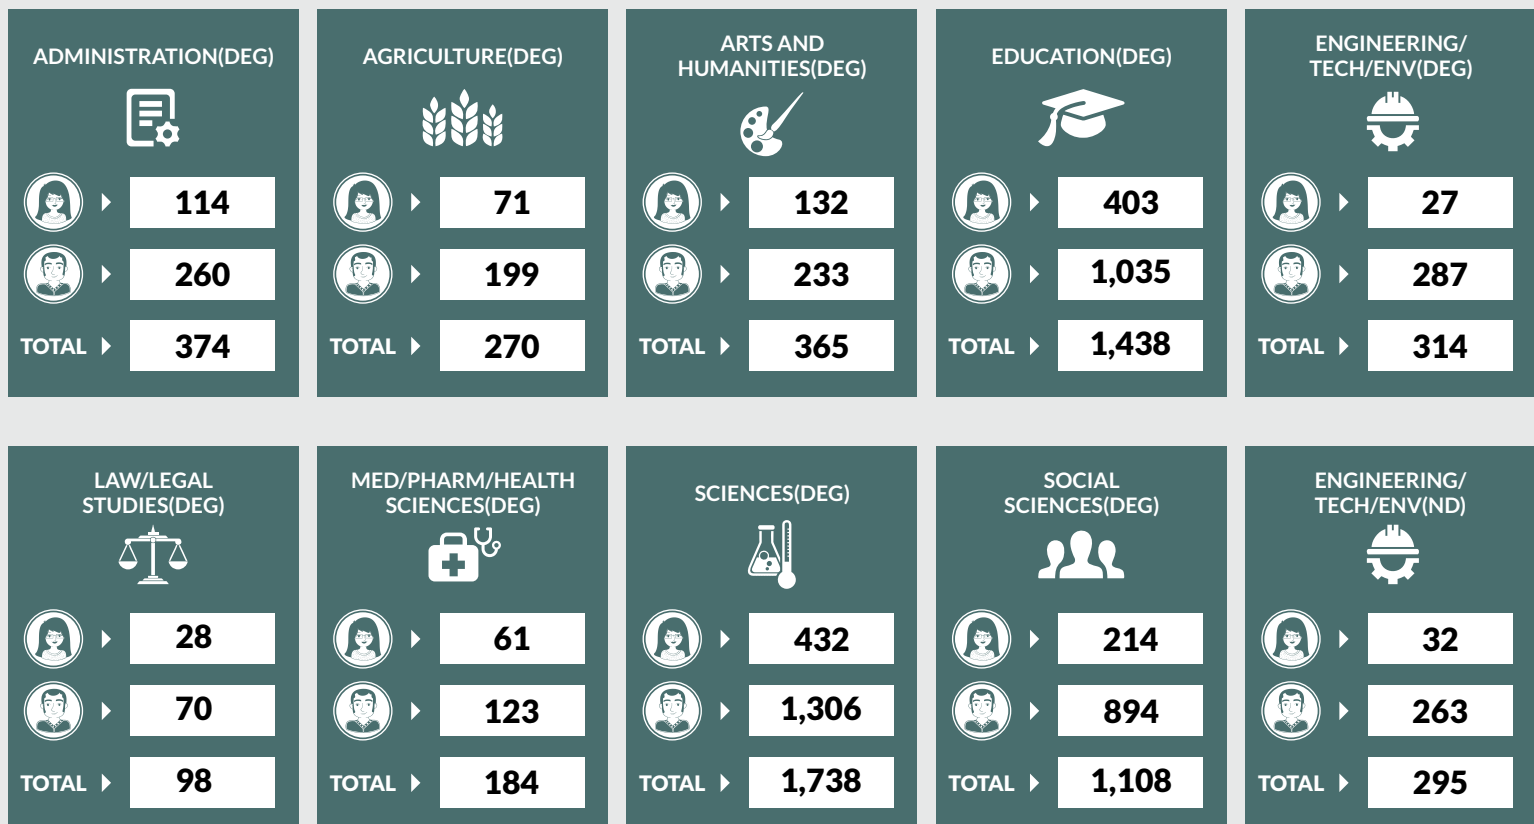 ADMINISTRATION(DEG)
114
260
TOTAL 374
AGRICULTURE(DEG)
71
199
TOTAL 270
ARTS AND
HUMANITIES(DEG)
132
233
TOTAL 365
EDUCATION(DEG)
403
1,035
TOTAL 1,438
ENGINEERING/
TECH/ENV(DEG)
27
287
TOTAL 314
LAW/LEGAL
STUDIES(DEG)
28
70
TOTAL 98
MED/PHARM/HEALTH
SCIENCES(DEG)
61
123
TOTAL 184
SCIENCES(DEG)
432
1,306
TOTAL 1,738
SOCIAL
SCIENCES(DEG)
214
894
TOTAL 1,108
ENGINEERING/
TECH/ENV(ND)
32
263
TOTAL 295